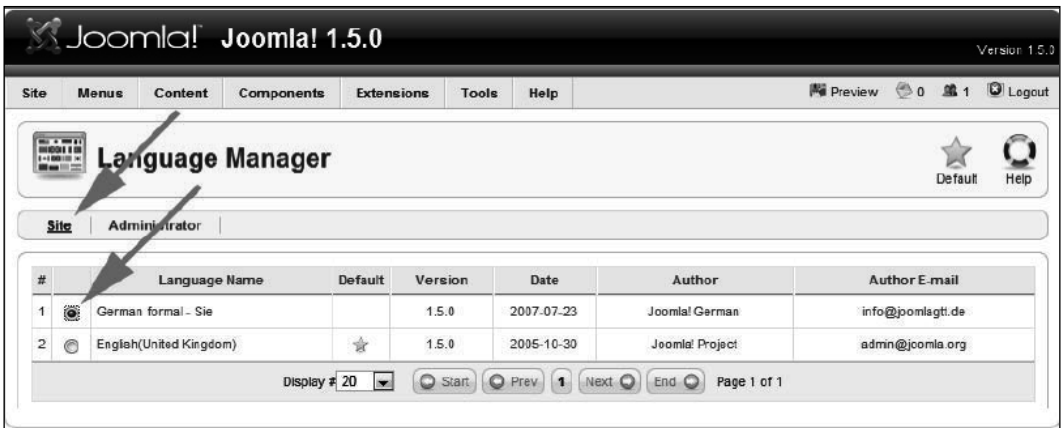 Joomla! Joomla! 1.5.0
Version 1.5.0
Site Menus Content Components Extensions Tools Help Preview 0 1 Logout
Language Manager
Default Help
Site Administrator
# Language Name Default Version Date Author Author E-mail
1 German formal - Sie 1.5.0 2007-07-23 Joomla! German info@joomlagtt.de
2 English(United Kingdom) 1.5.0 2005-10-30 Joomla! Project admin@joomla.org
Display # 20 Start Prev 1 Next End Page 1 of 1